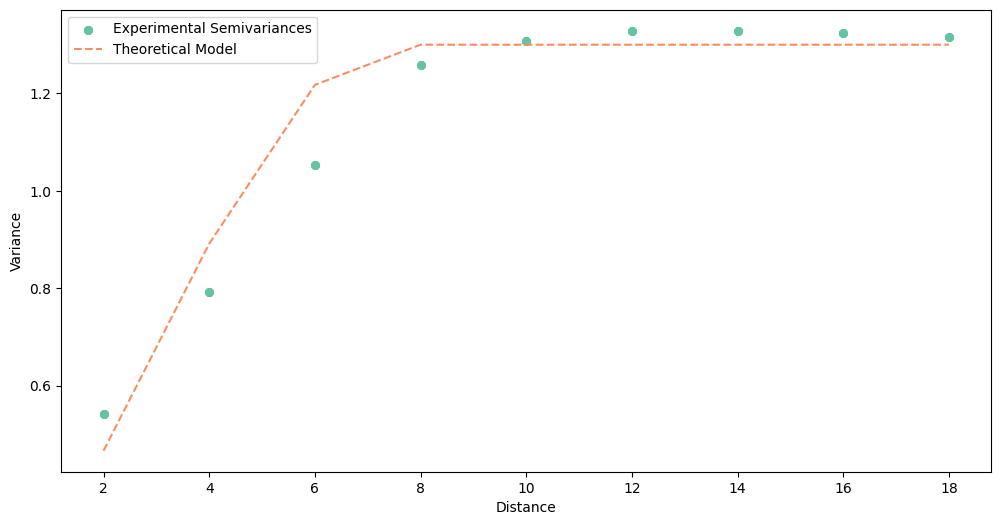 Experimental Semivariances
Theoretical Model
Variance
1.2
1.0
0.8
0.6
2 4 6 8 10 12 14 16 18
Distance